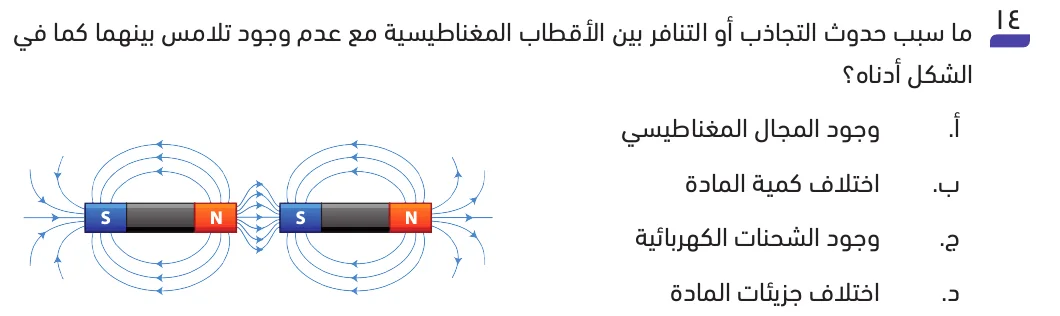 ١٤
ما سبب حدوث التجاذب أو التنافر بين الأقطاب المغناطيسية مع عدم وجود تلامس بينهما كما في
الشكل أدناه؟
أ. وجود المجال المغناطيسي
ب. اختلاف كمية المادة
ج. وجود الشحنات الكهربائية
د. اختلاف جزيئات المادة
S N S N